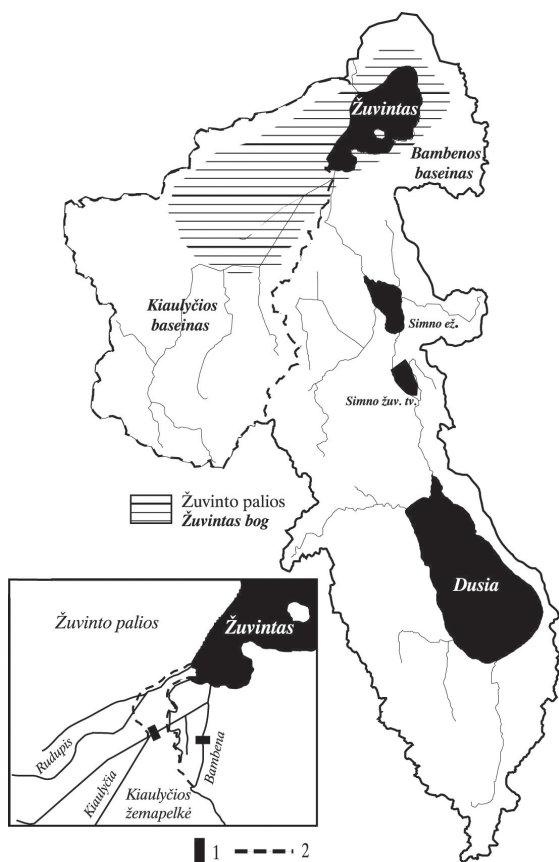 Žuvintas
Bambenos
baseinas
Kiaulyčios
baseinas
Simno ež.
Simno žuv. tv.
Žuvinto palios
Žuvintas bog
Dusia
Žuvinto palios
Žuvintas
Rudupis
Kiaulyčia
Bambena
Kiaulyčios
žemapelkė
1
2